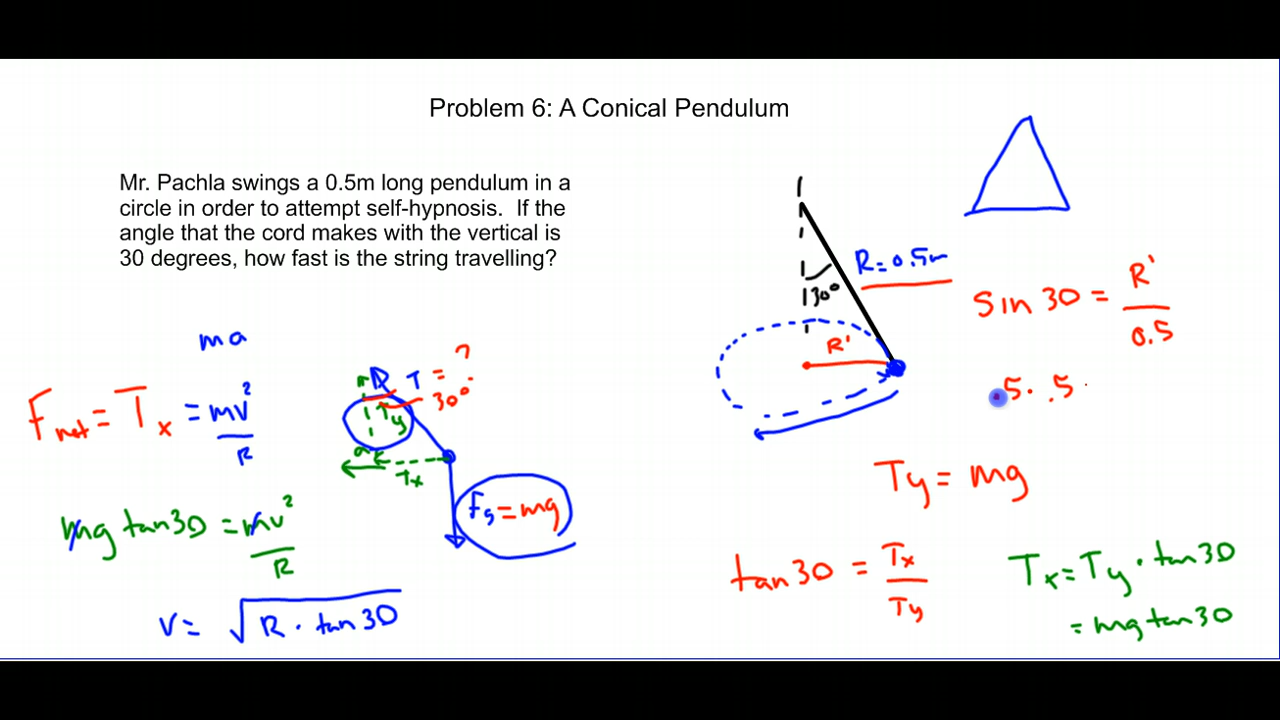 Problem 6: A Conical Pendulum
Mr. Pachla swings a 0.5m long pendulum in a
circle in order to attempt self-hypnosis. If the
angle that the cord makes with the vertical is
30 degrees, how fast is the string travelling?
ma
Fnet = Tx = mv²/R
mg tan30 = mv²/R
v = √R · tan30
T = ?
30°
Ty
Tx
Fg = mg
30°
R = 0.5m
R'
Sin 30 = R'/0.5
.5 · .5
Ty = mg
tan30 = Tx/Ty
Tx = Ty · tan30
= mg tan30